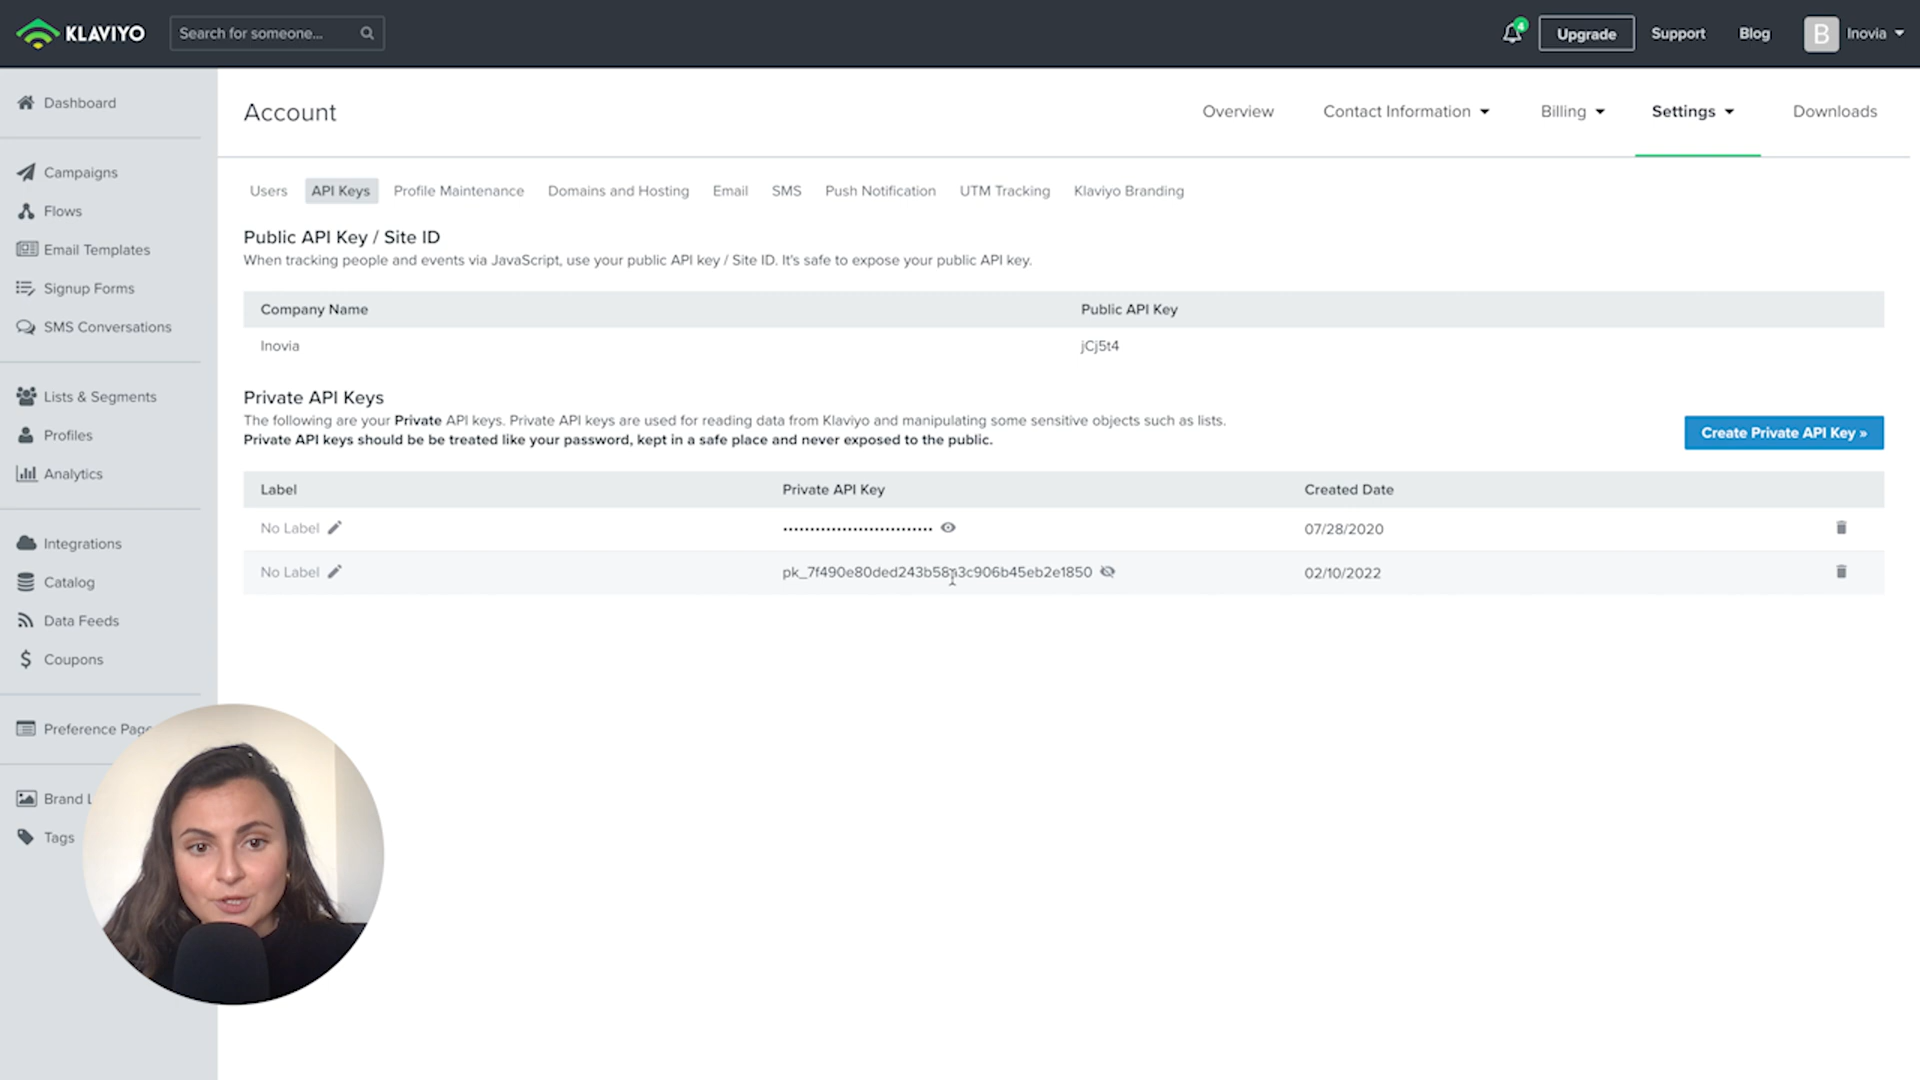 KLAVIYO
Search for someone...
4
Upgrade
Support
Blog
B
Inovia
Dashboard
Campaigns
Flows
Email Templates
Signup Forms
SMS Conversations
Lists & Segments
Profiles
Analytics
Integrations
Catalog
Data Feeds
Coupons
Preference Page
Brand L
Tags
Account
Overview
Contact Information
Billing
Settings
Downloads
Users
API Keys
Profile Maintenance
Domains and Hosting
Email
SMS
Push Notification
UTM Tracking
Klaviyo Branding
Public API Key / Site ID
When tracking people and events via JavaScript, use your public API key / Site ID. It's safe to expose your public API key.
Company Name Public API Key
Inovia jCj5t4
Private API Keys
The following are your Private API keys. Private API keys are used for reading data from Klaviyo and manipulating some sensitive objects such as lists.
Private API keys should be be treated like your password, kept in a safe place and never exposed to the public.
Create Private API Key »
Label Private API Key Created Date
No Label •••••••••••••••••••••••••••• 07/28/2020
No Label 02/10/2022